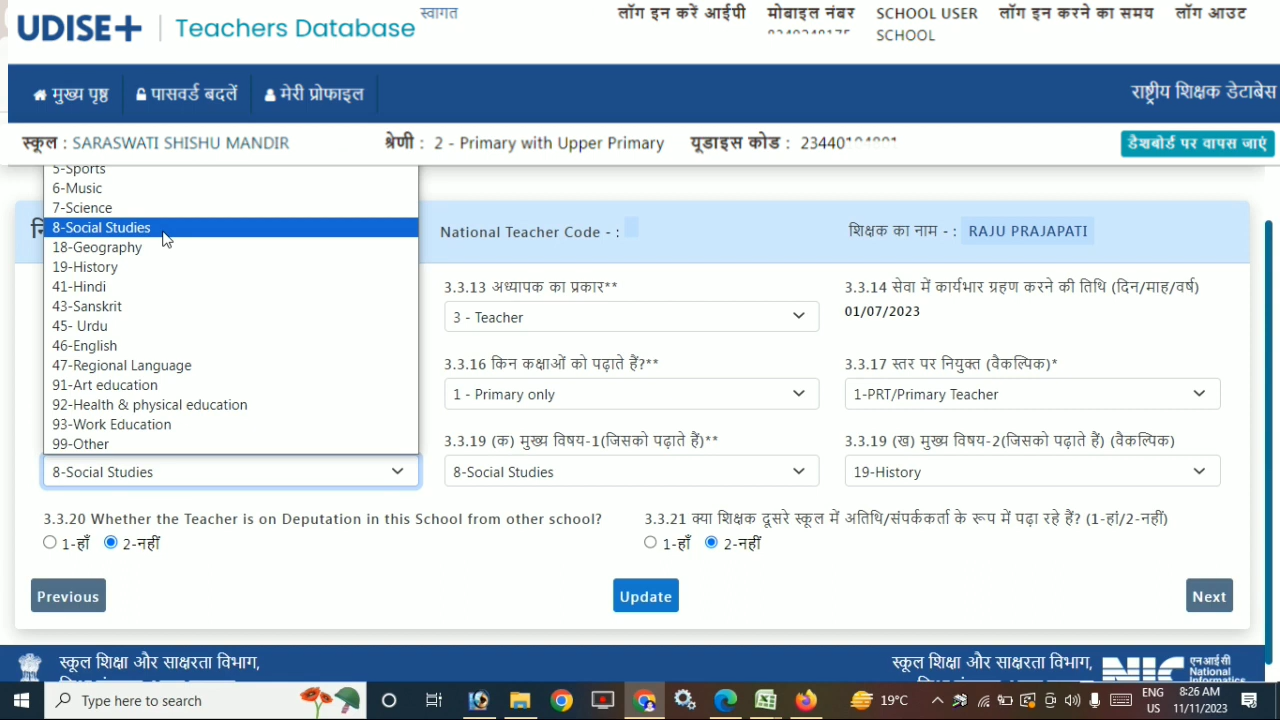 UDISE+ | Teachers Database
स्वागत
लॉग इन करें आईपी
मोबाइल नंबर
SCHOOL USER
SCHOOL
लॉग इन करने का समय
लॉग आउट
मुख्य पृष्ठ
पासवर्ड बदलें
मेरी प्रोफाइल
राष्ट्रीय शिक्षक डेटाबेस
स्कूल : SARASWATI SHISHU MANDIR
श्रेणी : 2 - Primary with Upper Primary
यूडाइस कोड :
डैशबोर्ड पर वापस जाएं
5-Sports
6-Music
7-Science
8-Social Studies
18-Geography
19-History
41-Hindi
43-Sanskrit
45- Urdu
46-English
47-Regional Language
91-Art education
92-Health & physical education
93-Work Education
99-Other
8-Social Studies
National Teacher Code - :
शिक्षक का नाम - : RAJU PRAJAPATI
3.3.13 अध्यापक का प्रकार**
3 - Teacher
3.3.14 सेवा में कार्यभार ग्रहण करने की तिथि (दिन/माह/वर्ष)
01/07/2023
3.3.16 किन कक्षाओं को पढ़ाते हैं?**
1 - Primary only
3.3.17 स्तर पर नियुक्त (वैकल्पिक)*
1-PRT/Primary Teacher
3.3.19 (क) मुख्य विषय-1(जिसको पढ़ाते हैं)**
8-Social Studies
3.3.19 (ख) मुख्य विषय-2(जिसको पढ़ाते हैं) (वैकल्पिक)
19-History
3.3.20 Whether the Teacher is on Deputation in this School from other school?
1-हाँ 2-नहीं
3.3.21 क्या शिक्षक दूसरे स्कूल में अतिथि/संपर्ककर्ता के रूप में पढ़ा रहे हैं? (1-हां/2-नहीं)
1-हाँ 2-नहीं
Previous
Update
Next
स्कूल शिक्षा और साक्षरता विभाग,
स्कूल शिक्षा और साक्षरता विभाग,
NIC एन आई सी
National
Informatics
Type here to search
19°C
ENG
US
8:26 AM
11/11/2023